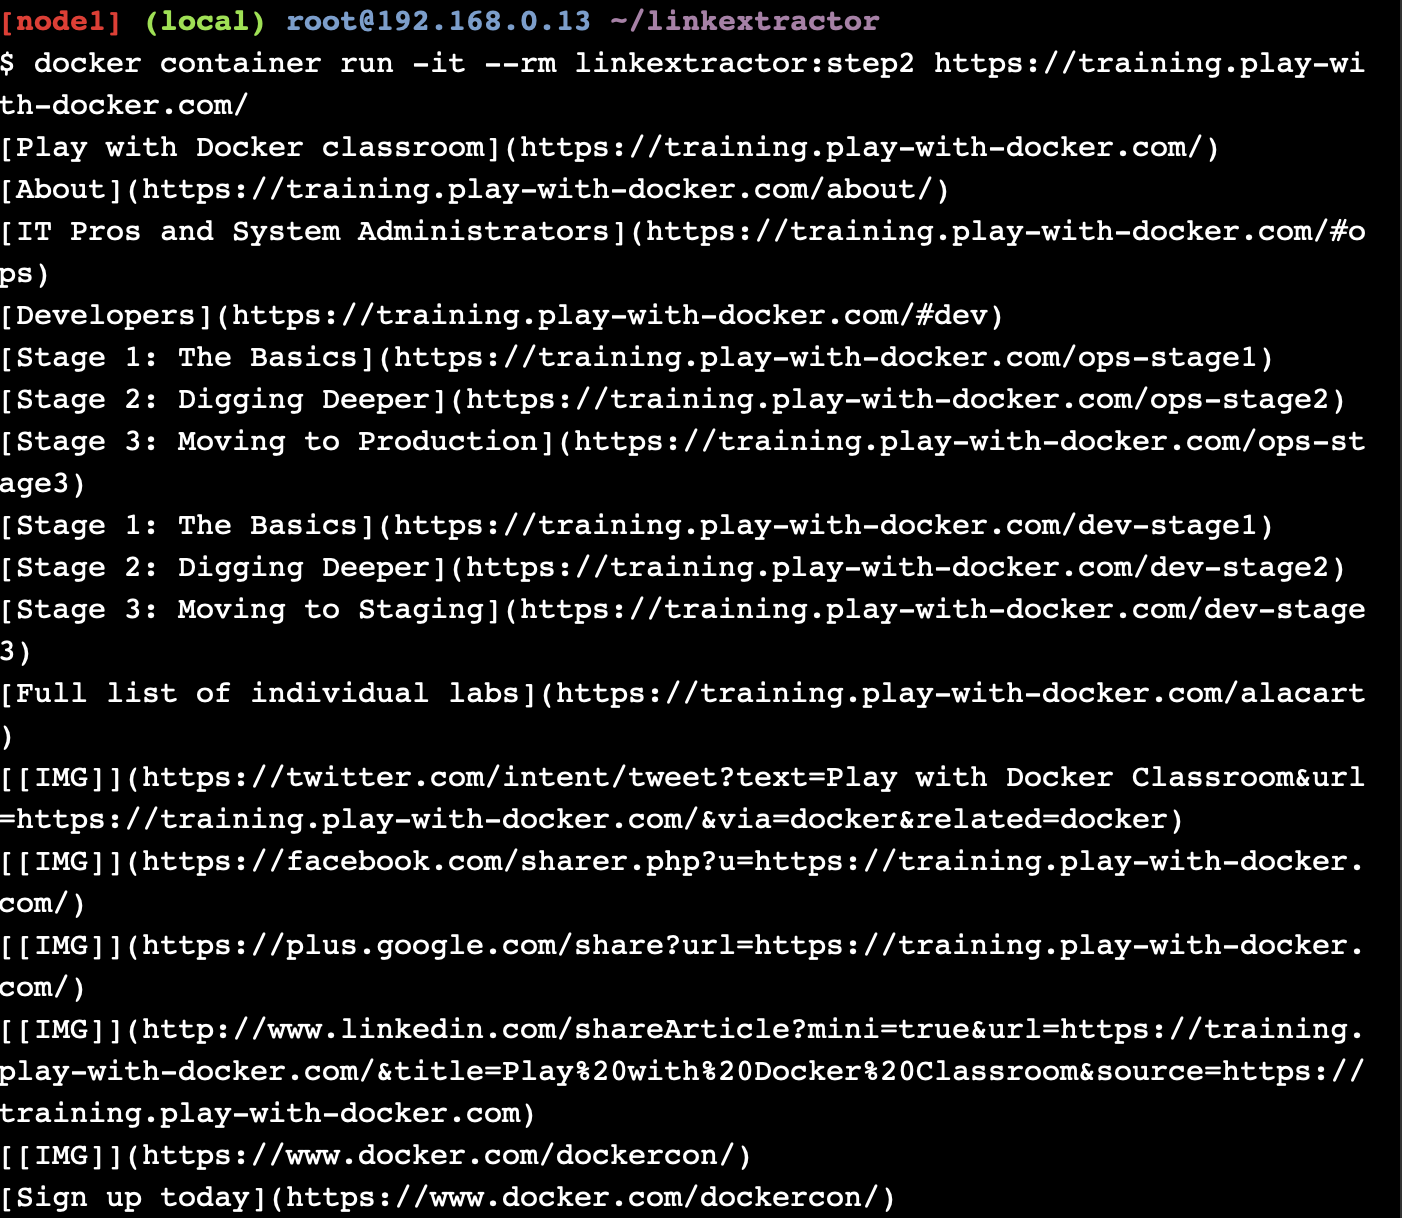 [node1] (local) root@192.168.0.13 ~/linkextractor
$ docker container run -it --rm linkextractor:step2 https://training.play-wi
th-docker.com/
[Play with Docker classroom](https://training.play-with-docker.com/)
[About](https://training.play-with-docker.com/about/)
[IT Pros and System Administrators](https://training.play-with-docker.com/#o
ps)
[Developers](https://training.play-with-docker.com/#dev)
[Stage 1: The Basics](https://training.play-with-docker.com/ops-stage1)
[Stage 2: Digging Deeper](https://training.play-with-docker.com/ops-stage2)
[Stage 3: Moving to Production](https://training.play-with-docker.com/ops-st
age3)
[Stage 1: The Basics](https://training.play-with-docker.com/dev-stage1)
[Stage 2: Digging Deeper](https://training.play-with-docker.com/dev-stage2)
[Stage 3: Moving to Staging](https://training.play-with-docker.com/dev-stage
3)
[Full list of individual labs](https://training.play-with-docker.com/alacart
)
[[IMG]](https://twitter.com/intent/tweet?text=Play with Docker Classroom&url
=https://training.play-with-docker.com/&via=docker&related=docker)
[[IMG]](https://facebook.com/sharer.php?u=https://training.play-with-docker.
com/)
[[IMG]](https://plus.google.com/share?url=https://training.play-with-docker.
com/)
[[IMG]](http://www.linkedin.com/shareArticle?mini=true&url=https://training.
play-with-docker.com/&title=Play%20with%20Docker%20Classroom&source=https://
training.play-with-docker.com)
[[IMG]](https://www.docker.com/dockercon/)
[Sign up today](https://www.docker.com/dockercon/)